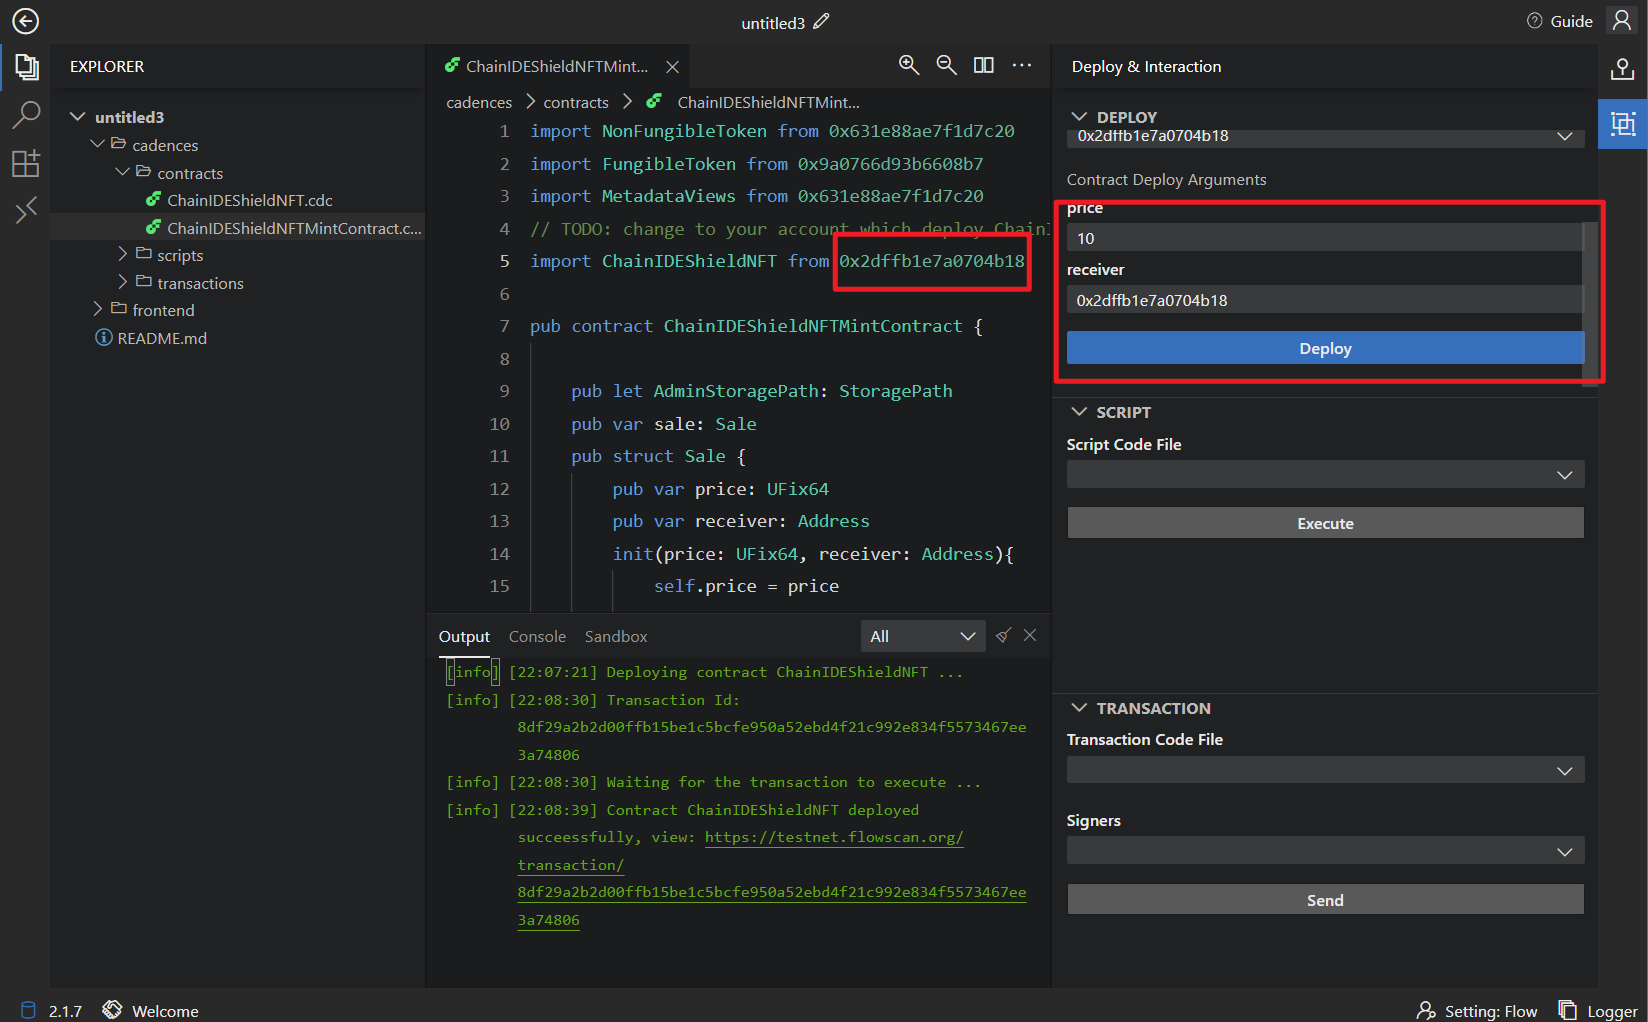 untitled3
Guide
EXPLORER
untitled3
cadences
contracts
ChainIDEShieldNFT.cdc
ChainIDEShieldNFTMintContract.c...
scripts
transactions
frontend
README.md
ChainIDEShieldNFTMint...
cadences
contracts
ChainIDEShieldNFTMint...
1 import NonFungibleToken from 0x631e88ae7f1d7c20
2 import FungibleToken from 0x9a0766d93b6608b7
3 import MetadataViews from 0x631e88ae7f1d7c20
4 // TODO: change to your account which deploy ChainI
5 import ChainIDEShieldNFT from 0x2dffb1e7a0704b18
6
7 pub contract ChainIDEShieldNFTMintContract {
8
9 pub let AdminStoragePath: StoragePath
10 pub var sale: Sale
11 pub struct Sale {
12 pub var price: UFix64
13 pub var receiver: Address
14 init(price: UFix64, receiver: Address){
15 self.price = price
Output
Console
Sandbox
All
[info] [22:07:21] Deploying contract ChainIDEShieldNFT ...
[info] [22:08:30] Transaction Id:
8df29a2b2d00ffb15be1c5bcfe950a52ebd4f21c992e834f5573467ee
3a74806
[info] [22:08:30] Waiting for the transaction to execute ...
[info] [22:08:39] Contract ChainIDEShieldNFT deployed
succeessfully, view: https://testnet.flowscan.org/
transaction/
8df29a2b2d00ffb15be1c5bcfe950a52ebd4f21c992e834f5573467ee
3a74806
Deploy & Interaction
DEPLOY
0x2dffb1e7a0704b18
Contract Deploy Arguments
price
10
receiver
0x2dffb1e7a0704b18
Deploy
SCRIPT
Script Code File
Execute
TRANSACTION
Transaction Code File
Signers
Send
2.1.7
Welcome
Setting: Flow
Logger